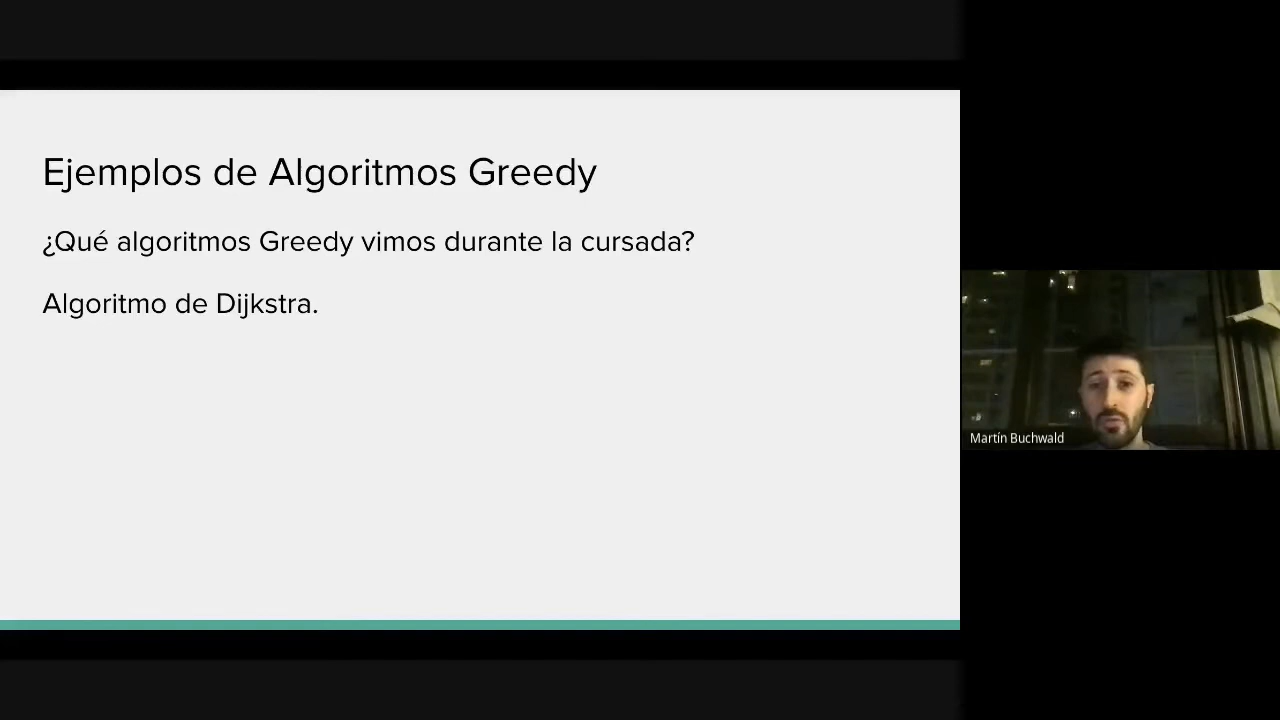 Ejemplos de Algoritmos Greedy
¿Qué algoritmos Greedy vimos durante la cursada?
Algoritmo de Dijkstra.
Martín Buchwald